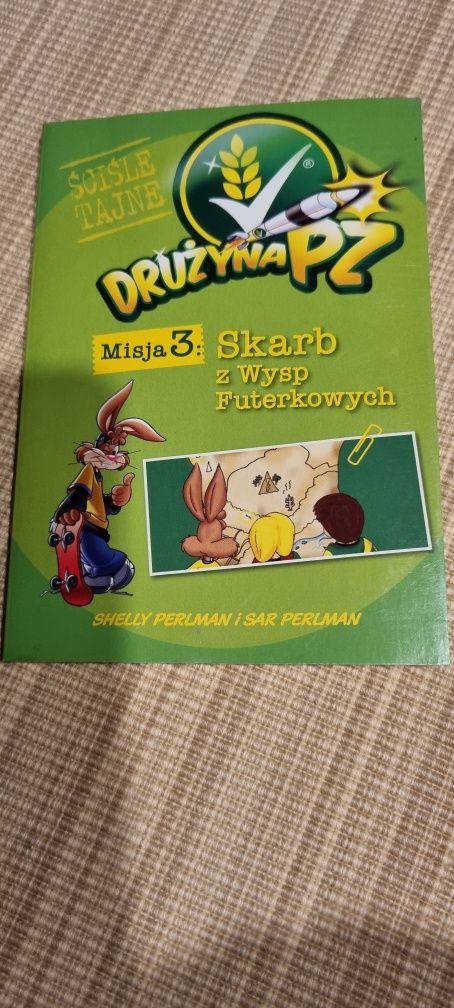 ŚCIŚLE
TAJNE
®
DRUŻYNA PZ
Misja 3: Skarb
z Wysp
Futerkowych
SHELLY PERLMAN i SAR PERLMAN